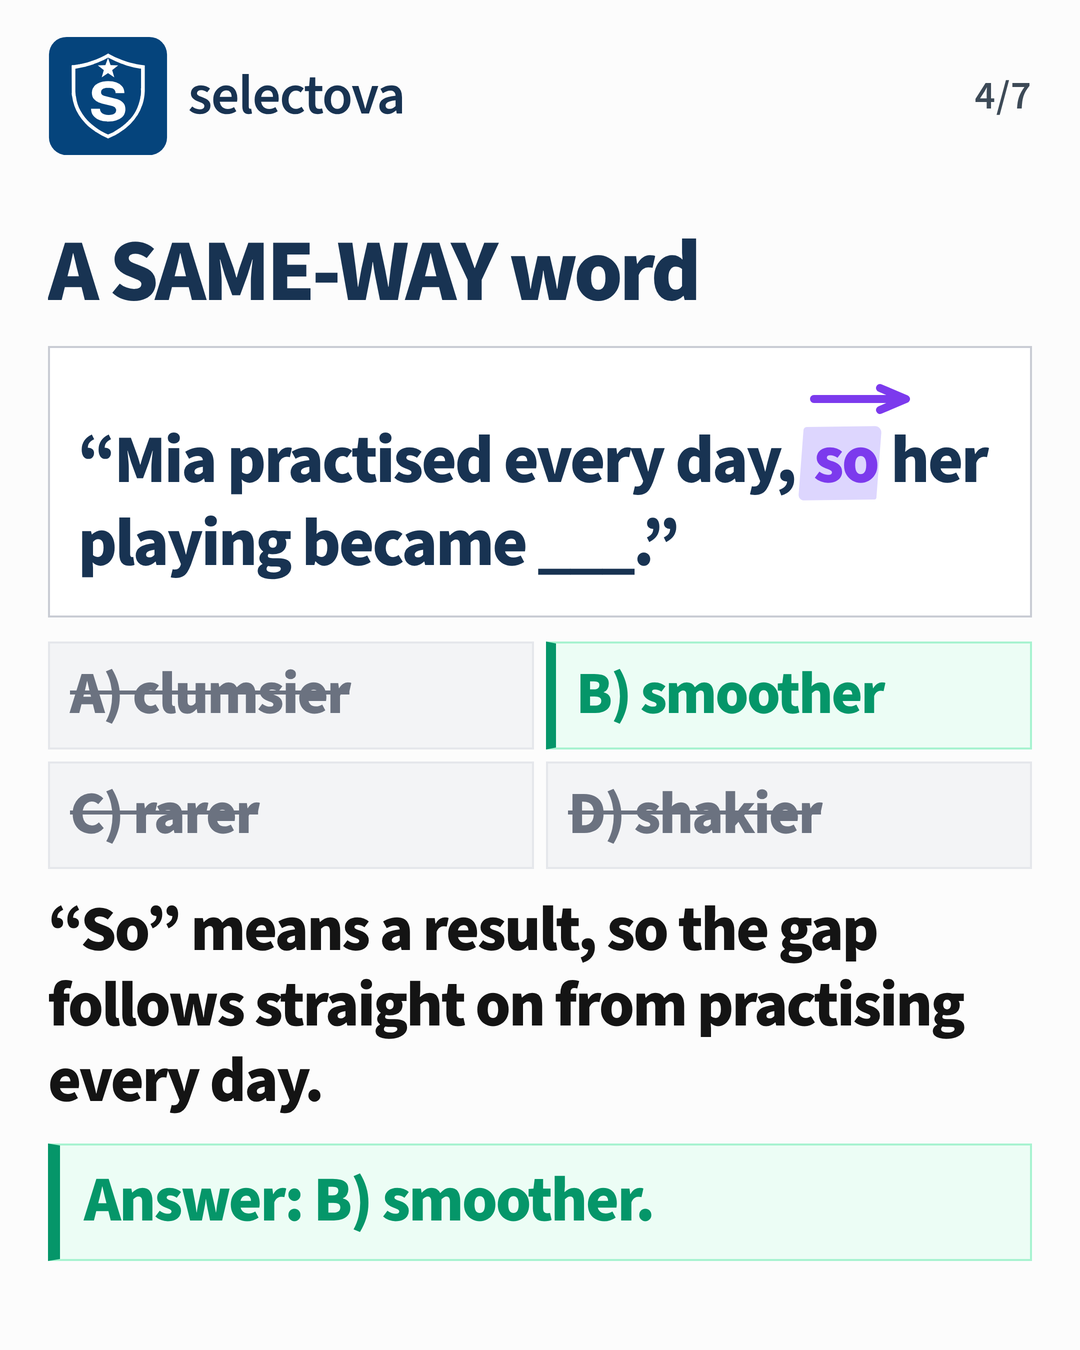 S
selectova
4/7
A SAME-WAY word
“Mia practised every day, so her
playing became ___.”
A) clumsier
B) smoother
C) rarer
D) shakier
“So” means a result, so the gap
follows straight on from practising
every day.
Answer: B) smoother.